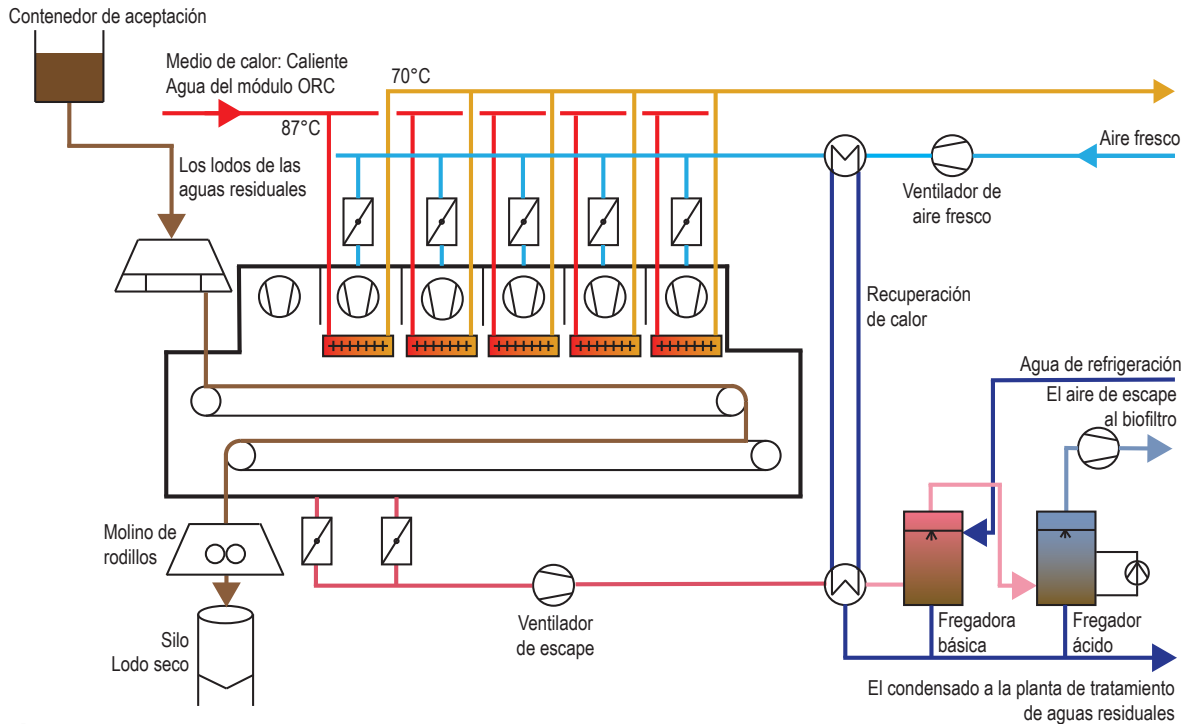 Contenedor de aceptación
Medio de calor: Caliente
Agua del módulo ORC
70°C
87°C
Los lodos de las
aguas residuales
Aire fresco
Ventilador de
aire fresco
Recuperación
de calor
Agua de refrigeración
El aire de escape
al biofiltro
Molino de
rodillos
Ventilador
de escape
Fregadora
básica
Fregador
ácido
Silo
Lodo seco
El condensado a la planta de tratamiento
de aguas residuales